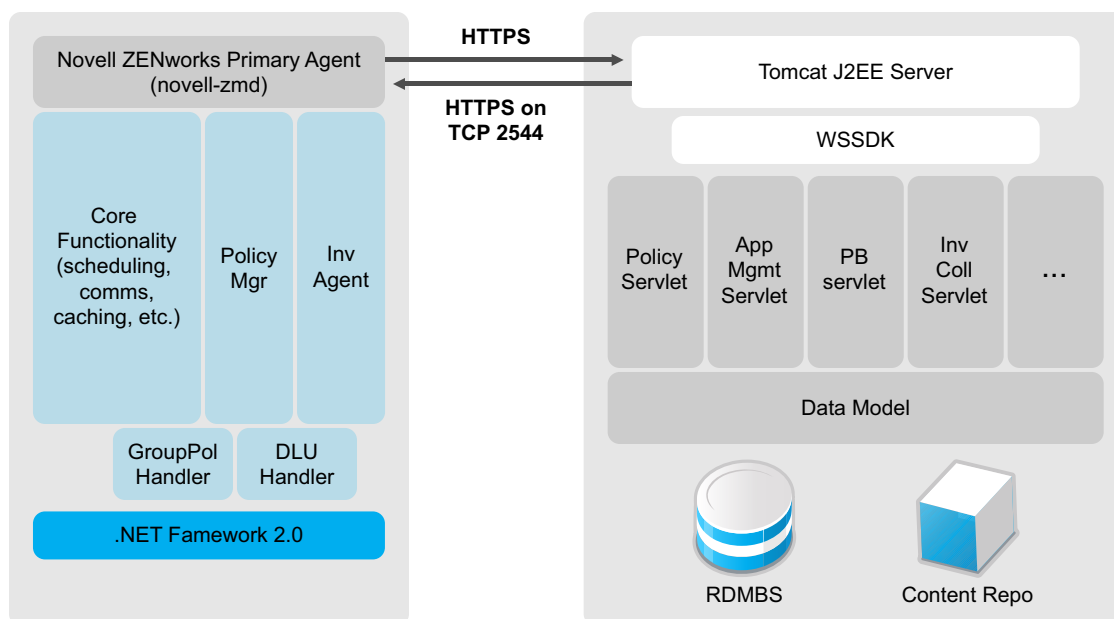 Novell ZENworks Primary Agent
(novell-zmd)
Core
Functionality
(scheduling,
comms,
caching, etc.)
Policy
Mgr
Inv
Agent
GroupPol
Handler
DLU
Handler
.NET Famework 2.0
HTTPS
HTTPS on
TCP 2544
Tomcat J2EE Server
WSSDK
Policy
Servlet
App
Mgmt
Servlet
PB
servlet
Inv
Coll
Servlet
...
Data Model
RDMBS
Content Repo